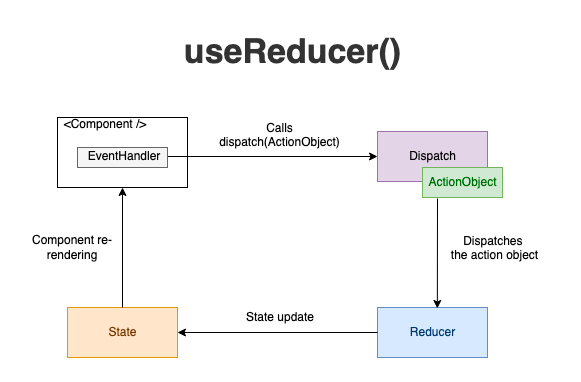 useReducer()
<Component />
EventHandler
Calls
dispatch(ActionObject)
Dispatch
ActionObject
Component re-
rendering
Dispatches
the action object
State
State update
Reducer